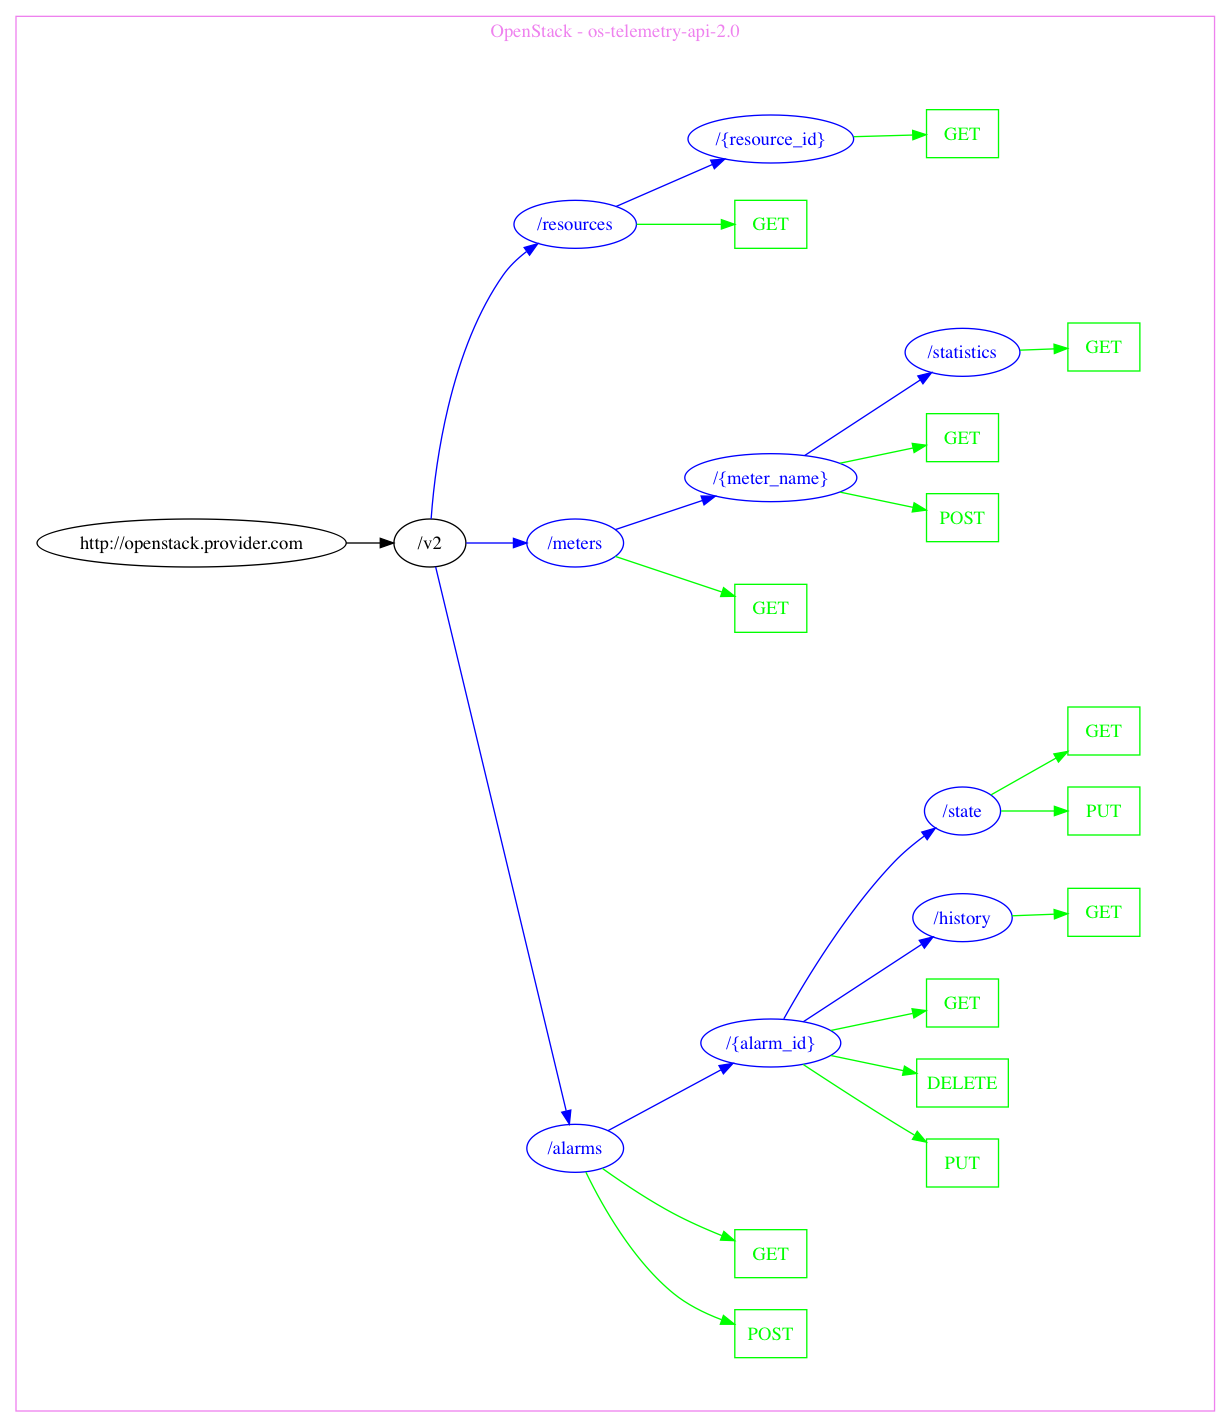 OpenStack - os-telemetry-api-2.0
/{resource_id}
GET
/resources
GET
/statistics
GET
GET
/{meter_name}
POST
http://openstack.provider.com
/v2
/meters
GET
GET
/state
PUT
/history
GET
GET
/{alarm_id}
DELETE
PUT
/alarms
GET
POST